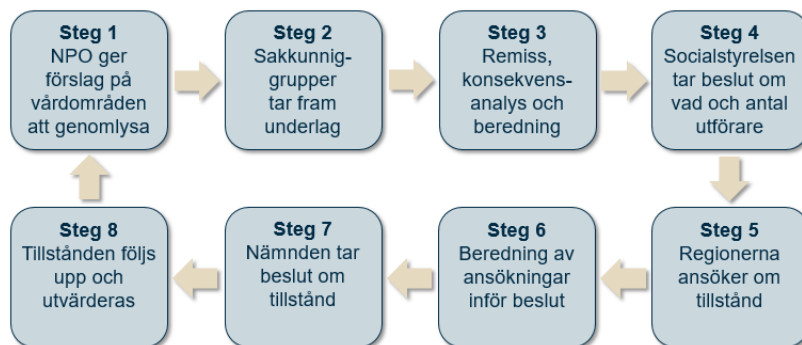 Steg 1
NPO ger
förslag på
vårdområden
att genomlysa
Steg 2
Sakkunnig-
grupper
tar fram
underlag
Steg 3
Remiss,
konsekvens-
analys och
beredning
Steg 4
Socialstyrelsen
tar beslut om
vad och antal
utförare
Steg 5
Regionerna
ansöker om
tillstånd
Steg 6
Beredning av
ansökningar
inför beslut
Steg 7
Nämnden tar
beslut om
tillstånd
Steg 8
Tillstånden följs
upp och
utvärderas